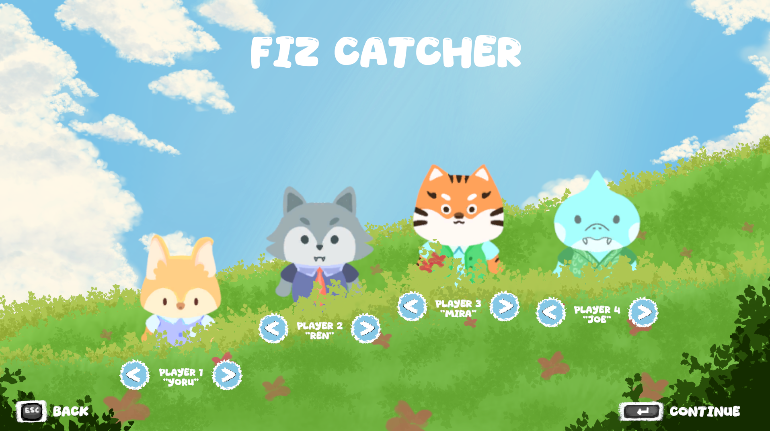 FIZ CATCHER
PLAYER 1
"YORU"
PLAYER 2
"REN"
PLAYER 3
"MIRA"
PLAYER 4
"JOE"
ESC BACK
CONTINUE